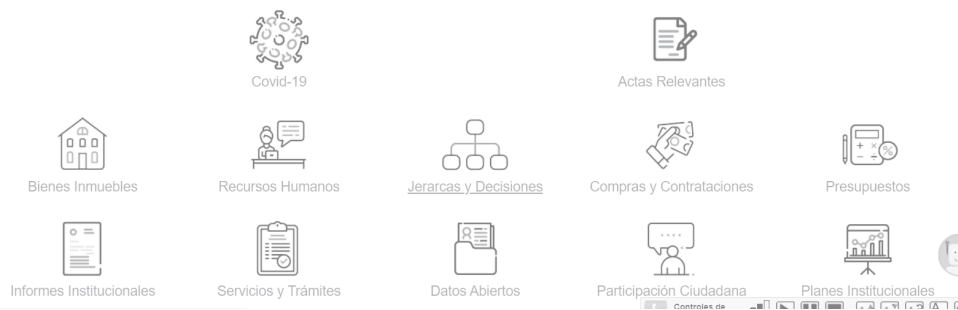 Covid-19
Actas Relevantes
Bienes Inmuebles
Recursos Humanos
Jerarcas y Decisiones
Compras y Contrataciones
Presupuestos
Informes Institucionales
Servicios y Trámites
Datos Abiertos
Participación Ciudadana
Planes Institucionales
Controles de